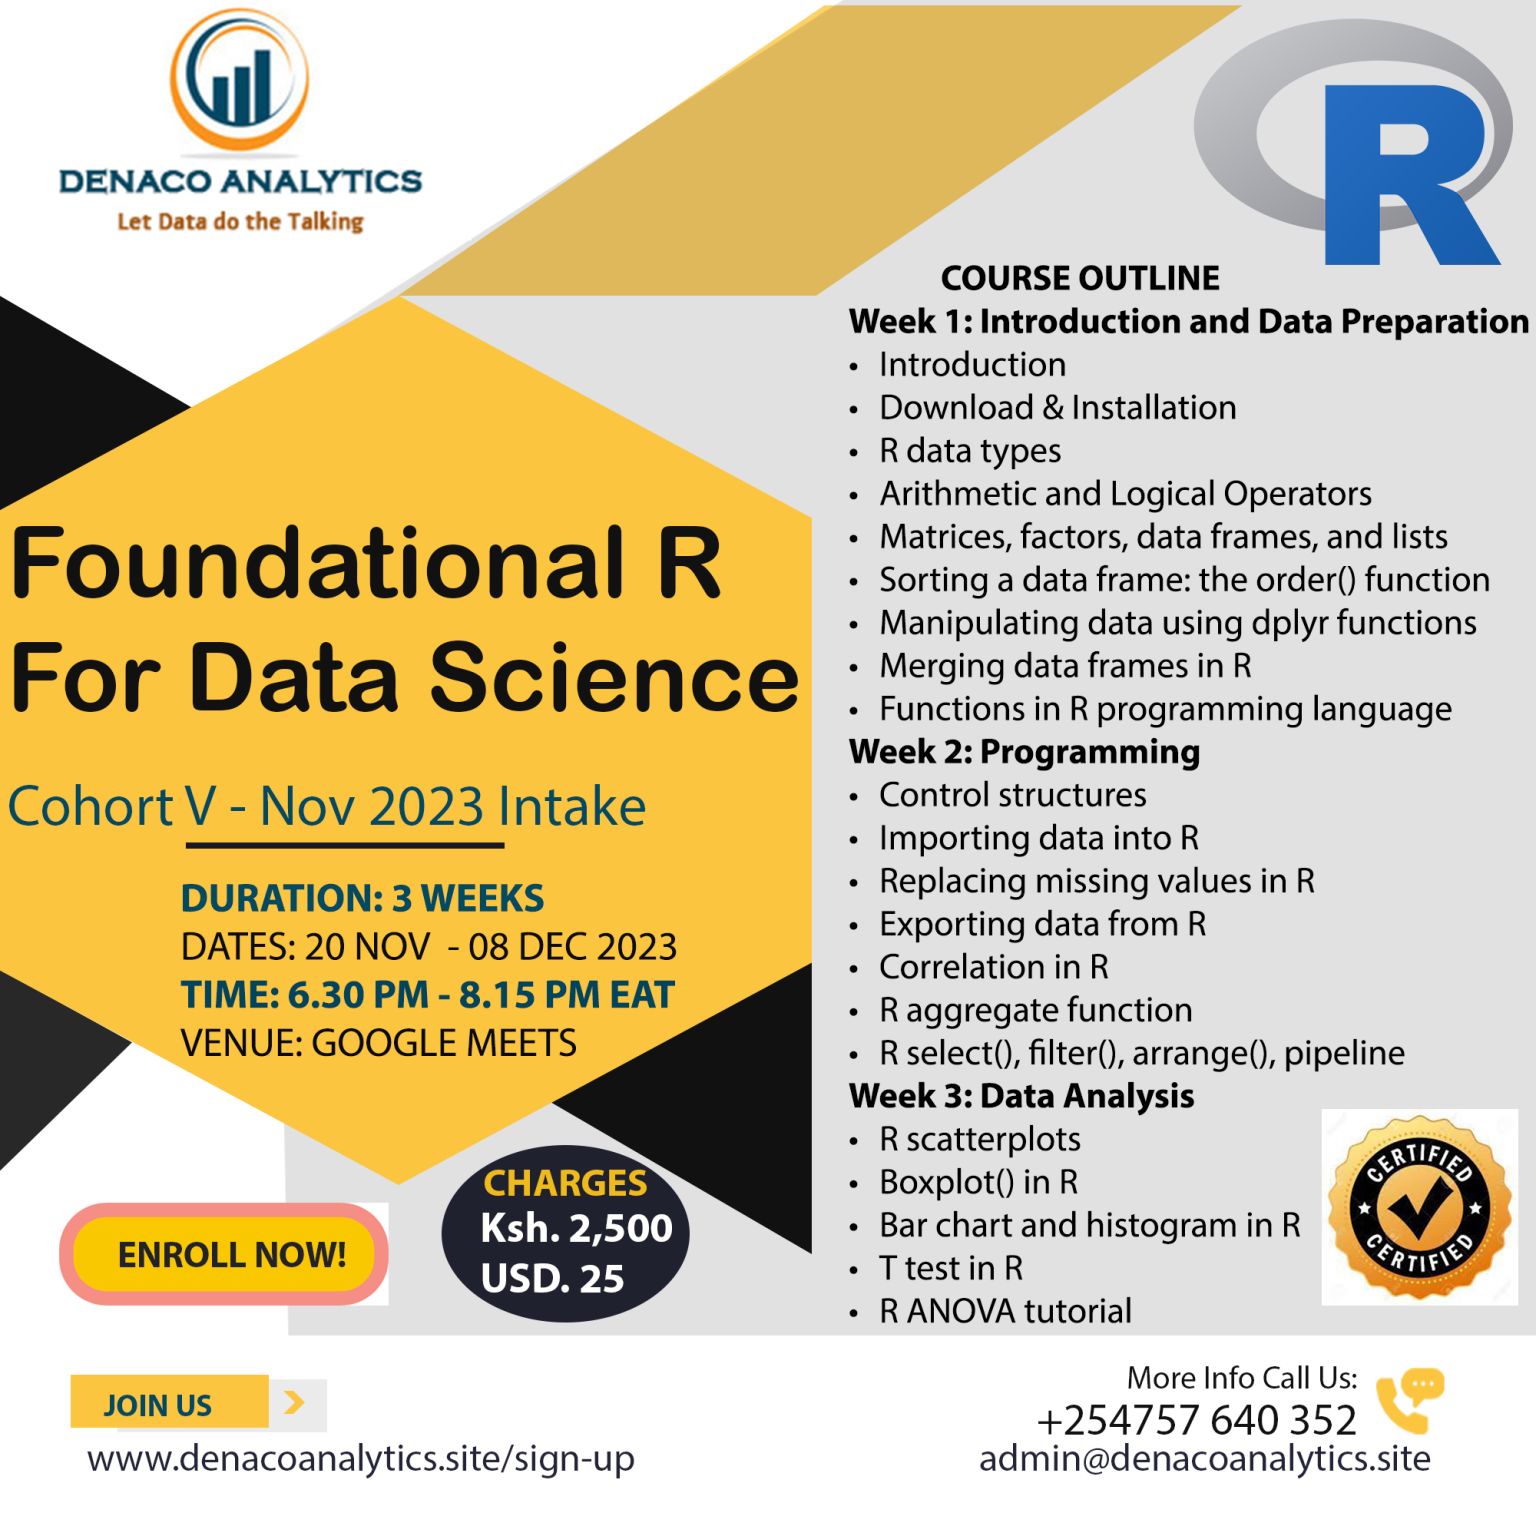 DENACO ANALYTICS
Let Data do the Talking
R
Foundational R
For Data Science
Cohort V - Nov 2023 Intake
DURATION: 3 WEEKS
DATES: 20 NOV - 08 DEC 2023
TIME: 6.30 PM - 8.15 PM EAT
VENUE: GOOGLE MEETS
CHARGES
Ksh. 2,500
USD. 25
ENROLL NOW!
COURSE OUTLINE
Week 1: Introduction and Data Preparation
• Introduction
• Download & Installation
• R data types
• Arithmetic and Logical Operators
• Matrices, factors, data frames, and lists
• Sorting a data frame: the order() function
• Manipulating data using dplyr functions
• Merging data frames in R
• Functions in R programming language
Week 2: Programming
• Control structures
• Importing data into R
• Replacing missing values in R
• Exporting data from R
• Correlation in R
• R aggregate function
• R select(), filter(), arrange(), pipeline
Week 3: Data Analysis
• R scatterplots
• Boxplot() in R
• Bar chart and histogram in R
• T test in R
• R ANOVA tutorial
CERTIFIED
CERTIFIED
JOIN US
www.denacoanalytics.site/sign-up
More Info Call Us:
+254757 640 352
admin@denacoanalytics.site